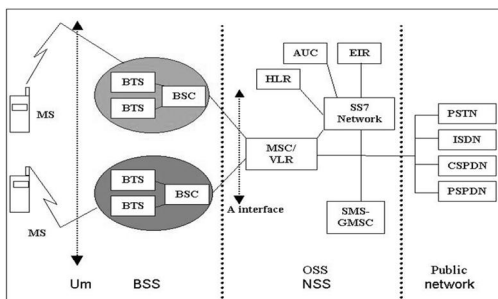 AUC
EIR
HLR
SS7
Network
BTS
BTS
BSC
MS
MSC/
VLR
PSTN
ISDN
CSPDN
PSPDN
BTS
BTS
BSC
MS
A interface
SMS-
GMSC
Um
BSS
OSS
NSS
Public
network